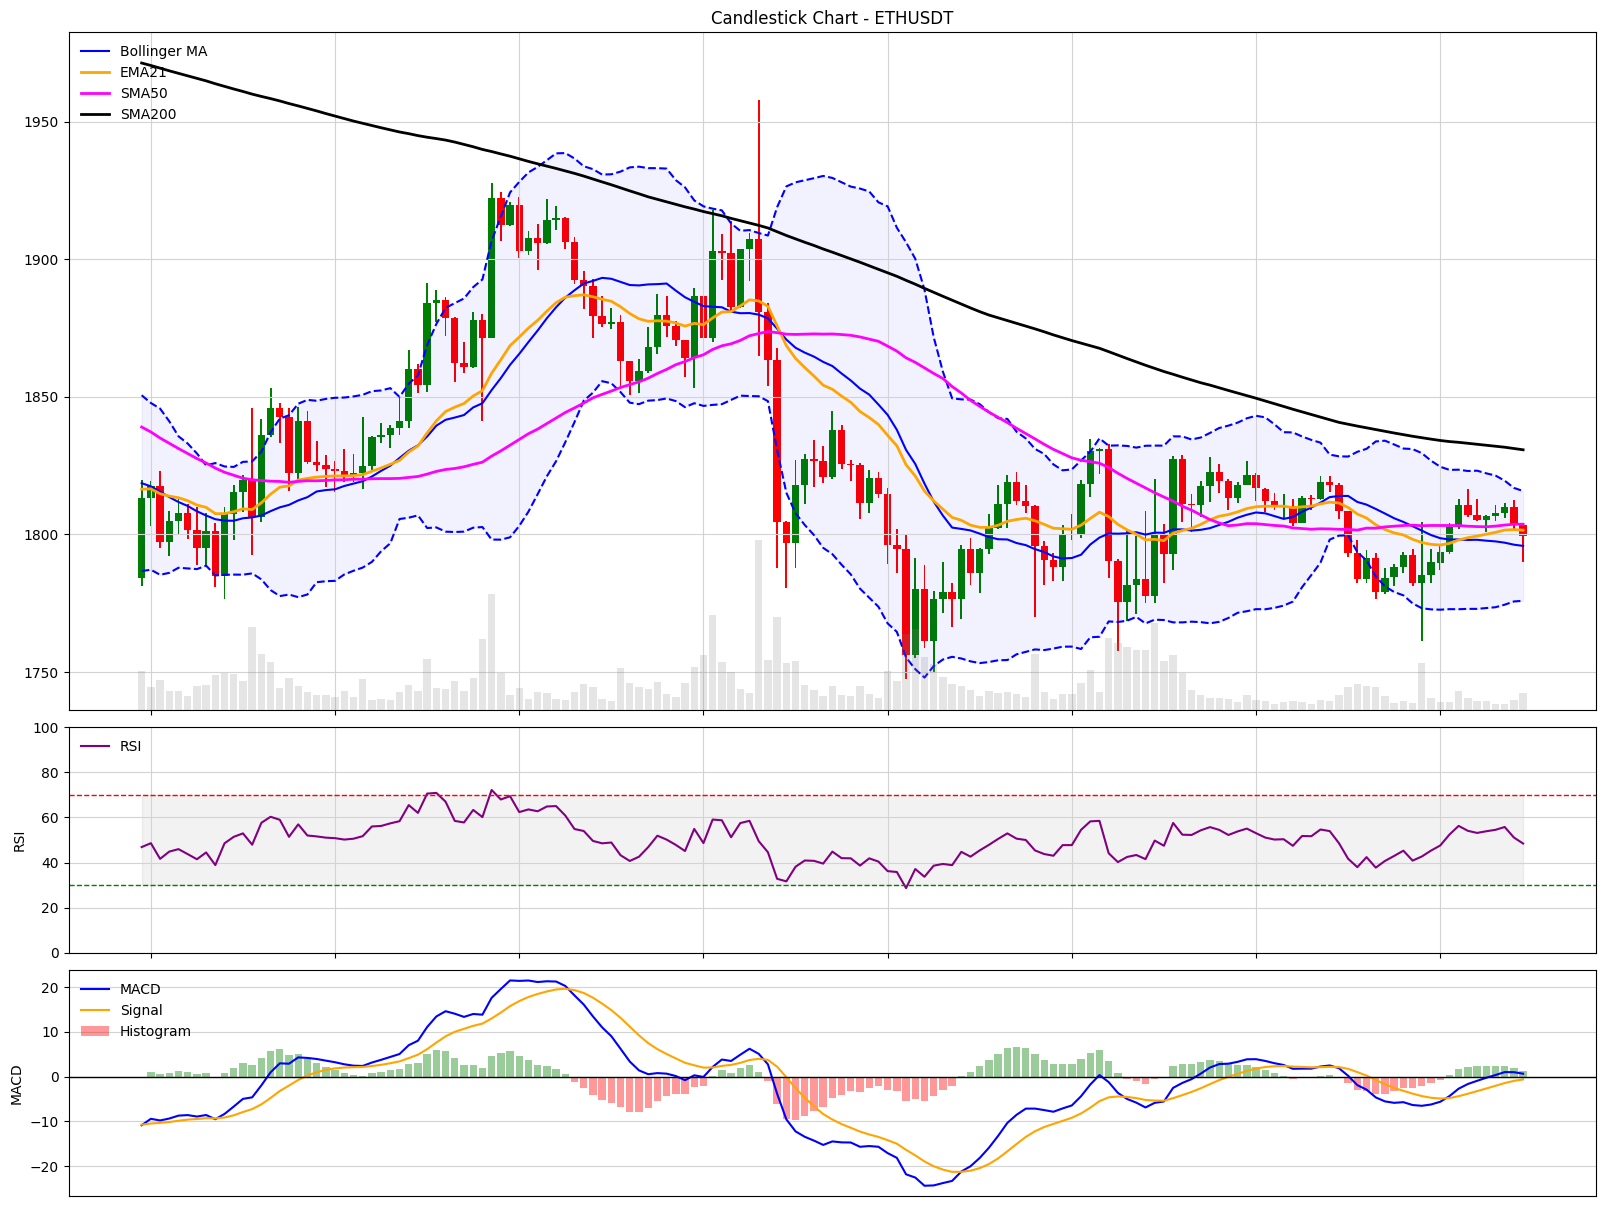 Candlestick Chart - ETHUSDT
Bollinger MA
EMA21
SMA50
SMA200
1950
1900
1850
1800
1750
RSI
100
80
60
40
20
0
RSI
MACD
Signal
Histogram
20
10
0
−10
−20
MACD